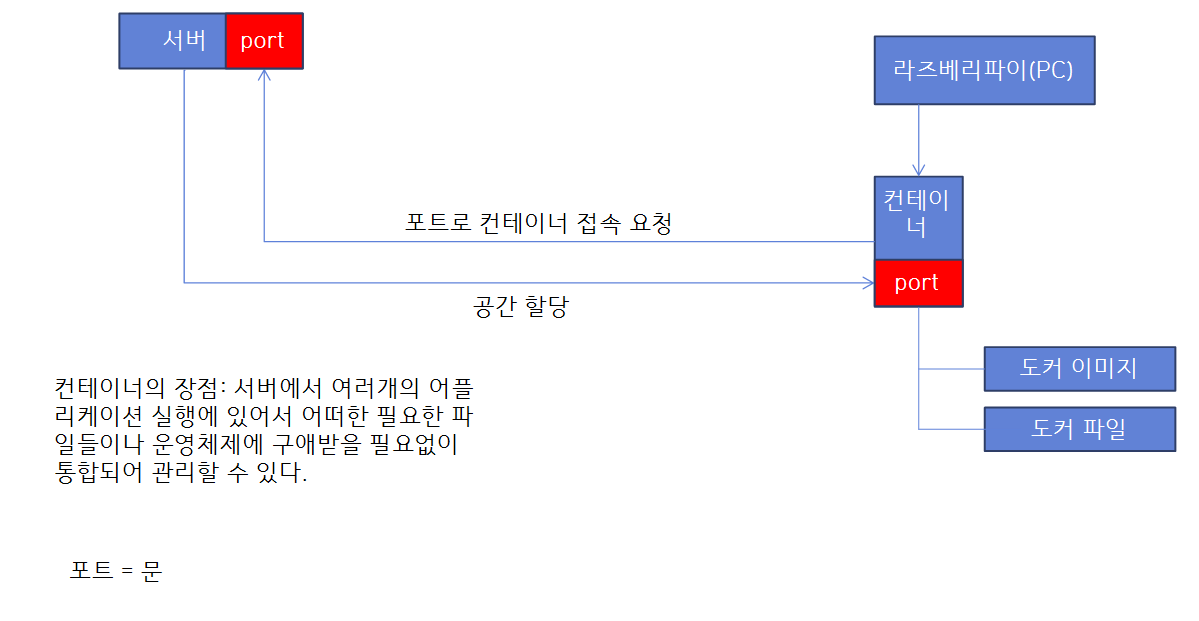 서버
port
라즈베리파이(PC)
컨테이
너
port
포트로 컨테이너 접속 요청
공간 할당
도커 이미지
도커 파일
컨테이너의 장점: 서버에서 여러개의 어플
리케이션 실행에 있어서 어떠한 필요한 파
일들이나 운영체제에 구애받을 필요없이
통합되어 관리할 수 있다.
포트 = 문